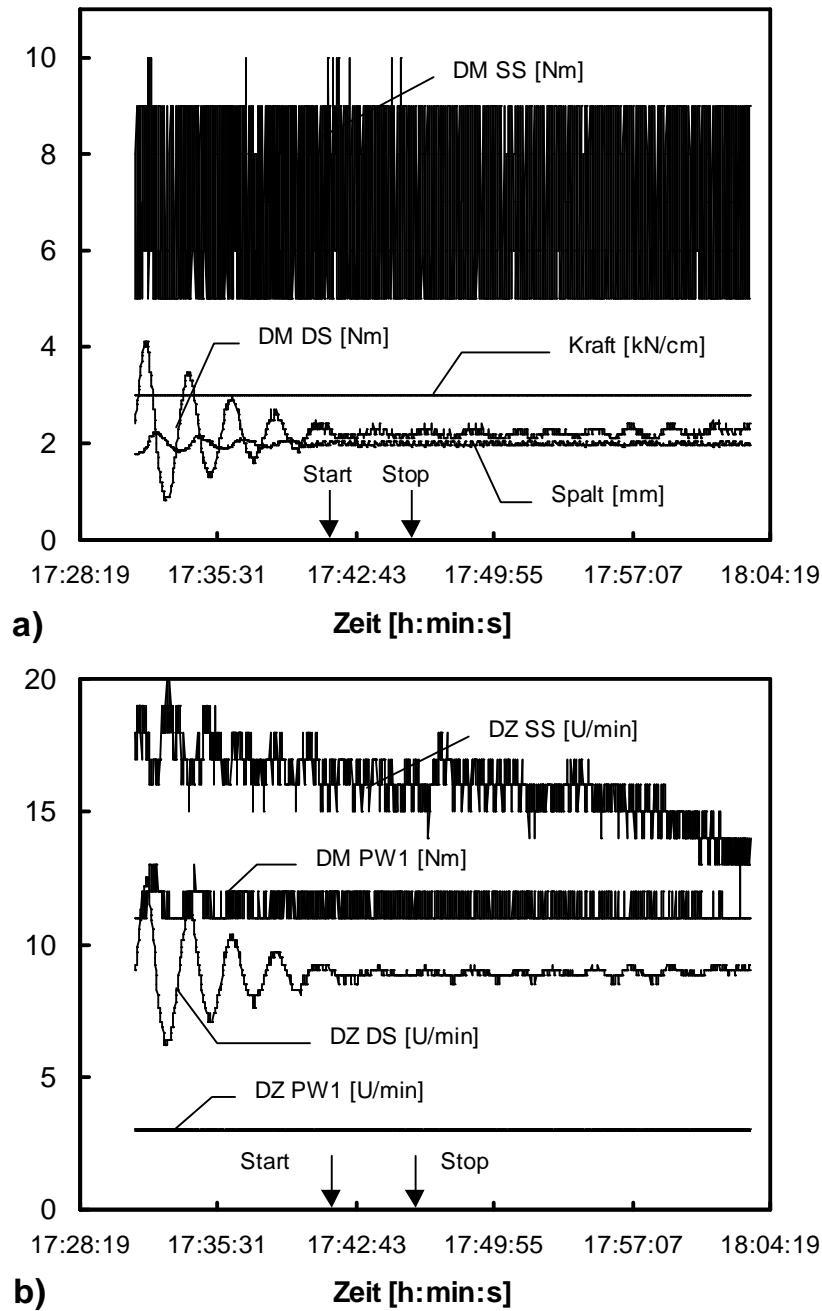 10
DM SS [Nm]
8
6
DM DS [Nm]
Kraft [kN/cm]
4
2
Start
Stop
Spalt [mm]
0
17:28:19 17:35:31 17:42:43 17:49:55 17:57:07 18:04:19
a)
Zeit [h:min:s]
20
DZ SS [U/min]
15
DM PW1 [Nm]
10
DZ DS [U/min]
5
DZ PW1 [U/min]
Start
Stop
0
17:28:19 17:35:31 17:42:43 17:49:55 17:57:07 18:04:19
b)
Zeit [h:min:s]